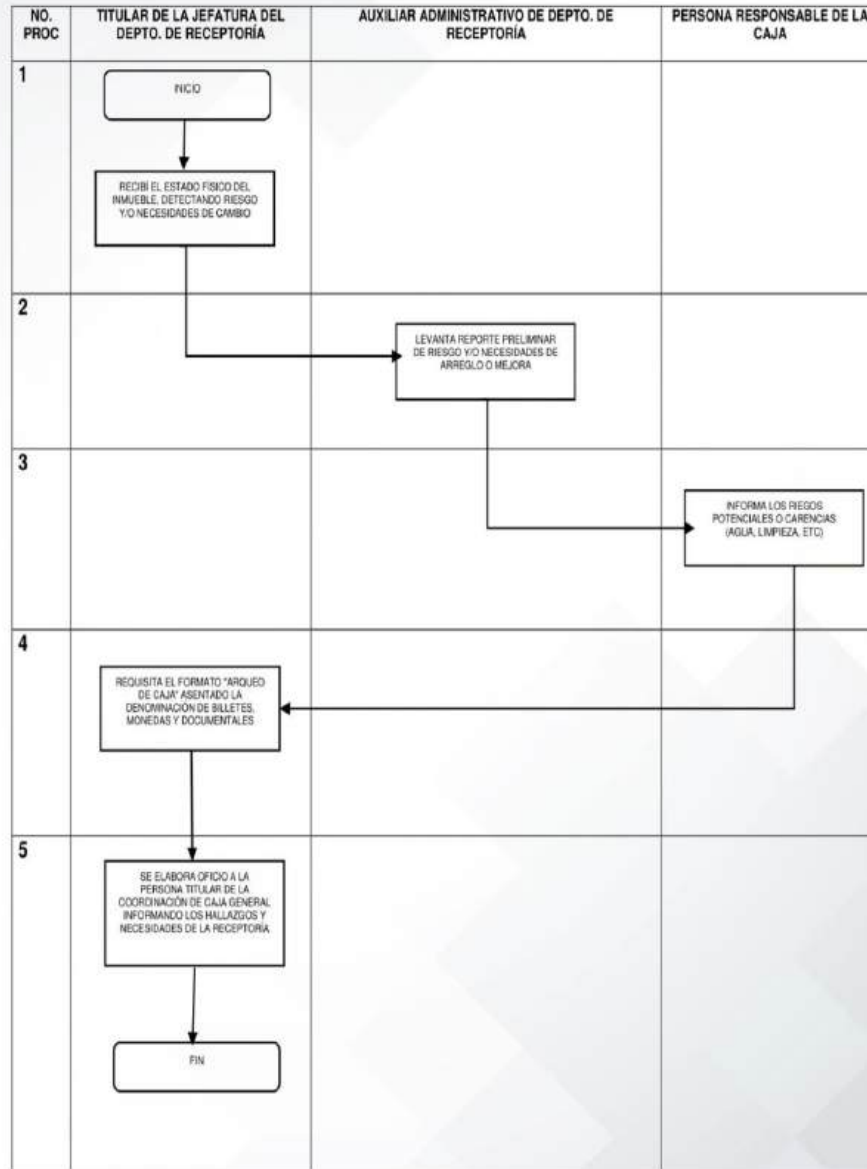 NO.
PROC
TITULAR DE LA JEFATURA DEL
DEPTO. DE RECEPTORÍA
AUXILIAR ADMINISTRATIVO DE DEPTO. DE
RECEPTORÍA
PERSONA RESPONSABLE DE LA
CAJA
1
INICIO
RECIBÍ EL ESTADO FÍSICO DEL
INMUEBLE, DETECTANDO RIESGO
Y/O NECESIDADES DE CAMBIO
2
LEVANTA REPORTE PRELIMINAR
DE RIESGO Y/O NECESIDADES DE
ARREGLO O MEJORA
3
INFORMA LOS RIEGOS
POTENCIALES O CARENCIAS
(AGUA, LIMPIEZA, ETC)
4
REQUISITA EL FORMATO "ARQUEO
DE CAJA" ASENTADO LA
DENOMINACIÓN DE BILLETES,
MONEDAS Y DOCUMENTALES
5
SE ELABORA OFICIO A LA
PERSONA TITULAR DE LA
COORDINACIÓN DE CAJA GENERAL
INFORMANDO LOS HALLAZGOS Y
NECESIDADES DE LA RECEPTORÍA
FIN